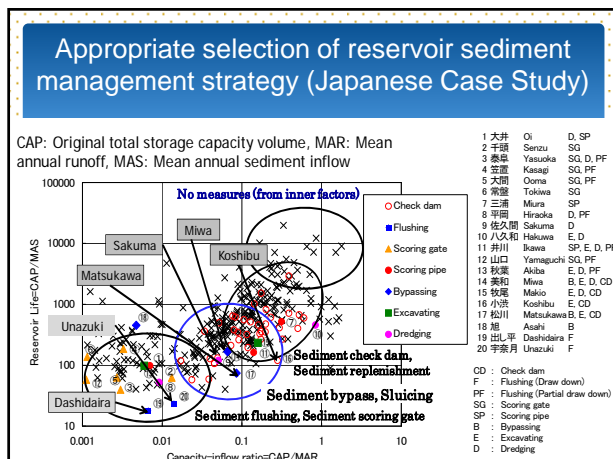 Appropriate selection of reservoir sediment
management strategy (Japanese Case Study)
CAP: Original total storage capacity volume, MAR: Mean
annual runoff, MAS: Mean annual sediment inflow
100000
10000
1000
100
10
Reservoir Life=CAP/MAS
0.001
0.01
0.1
1
10
Capacity-inflow ratio=CAP/MAR
No measures (from inner factors)
Miwa
Sakuma
Koshibu
Matsukawa
Unazuki
Dashidaira
Sediment check dam,
Sediment replenishment
Sediment bypass, Sluicing
Sediment flushing, Sediment scoring gate
Check dam
Flushing
Scoring gate
Scoring pipe
Bypassing
Excavating
Dredging
1 大井 Oi D, SP
2 千頭 Senzu SG
3 泰阜 Yasuoka SG, D, PF
4 笠置 Kasagi SG, PF
5 大間 Ooma SG, PF
6 常盤 Tokiwa SG
7 三浦 Miura SP
8 平岡 Hiraoka D, PF
9 佐久間 Sakuma D
10 八久和 Hakuwa E, D
11 井川 Ikawa SP, E, D, PF
12 山口 Yamaguchi SG, PF
13 秋葉 Akiba E, D, PF
14 美和 Miwa B, E, D, CD
15 牧尾 Makio E, D, CD
16 小渋 Koshibu E, CD
17 松川 Matsukawa B, E, CD
18 旭 Asahi B
19 出し平 Dashidaira F
20 宇奈月 Unazuki F
CD : Check dam
F : Flushing (Draw down)
PF : Flushing (Partial draw down)
SG : Scoring gate
SP : Scoring pipe
B : Bypassing
E : Excavating
D : Dredging